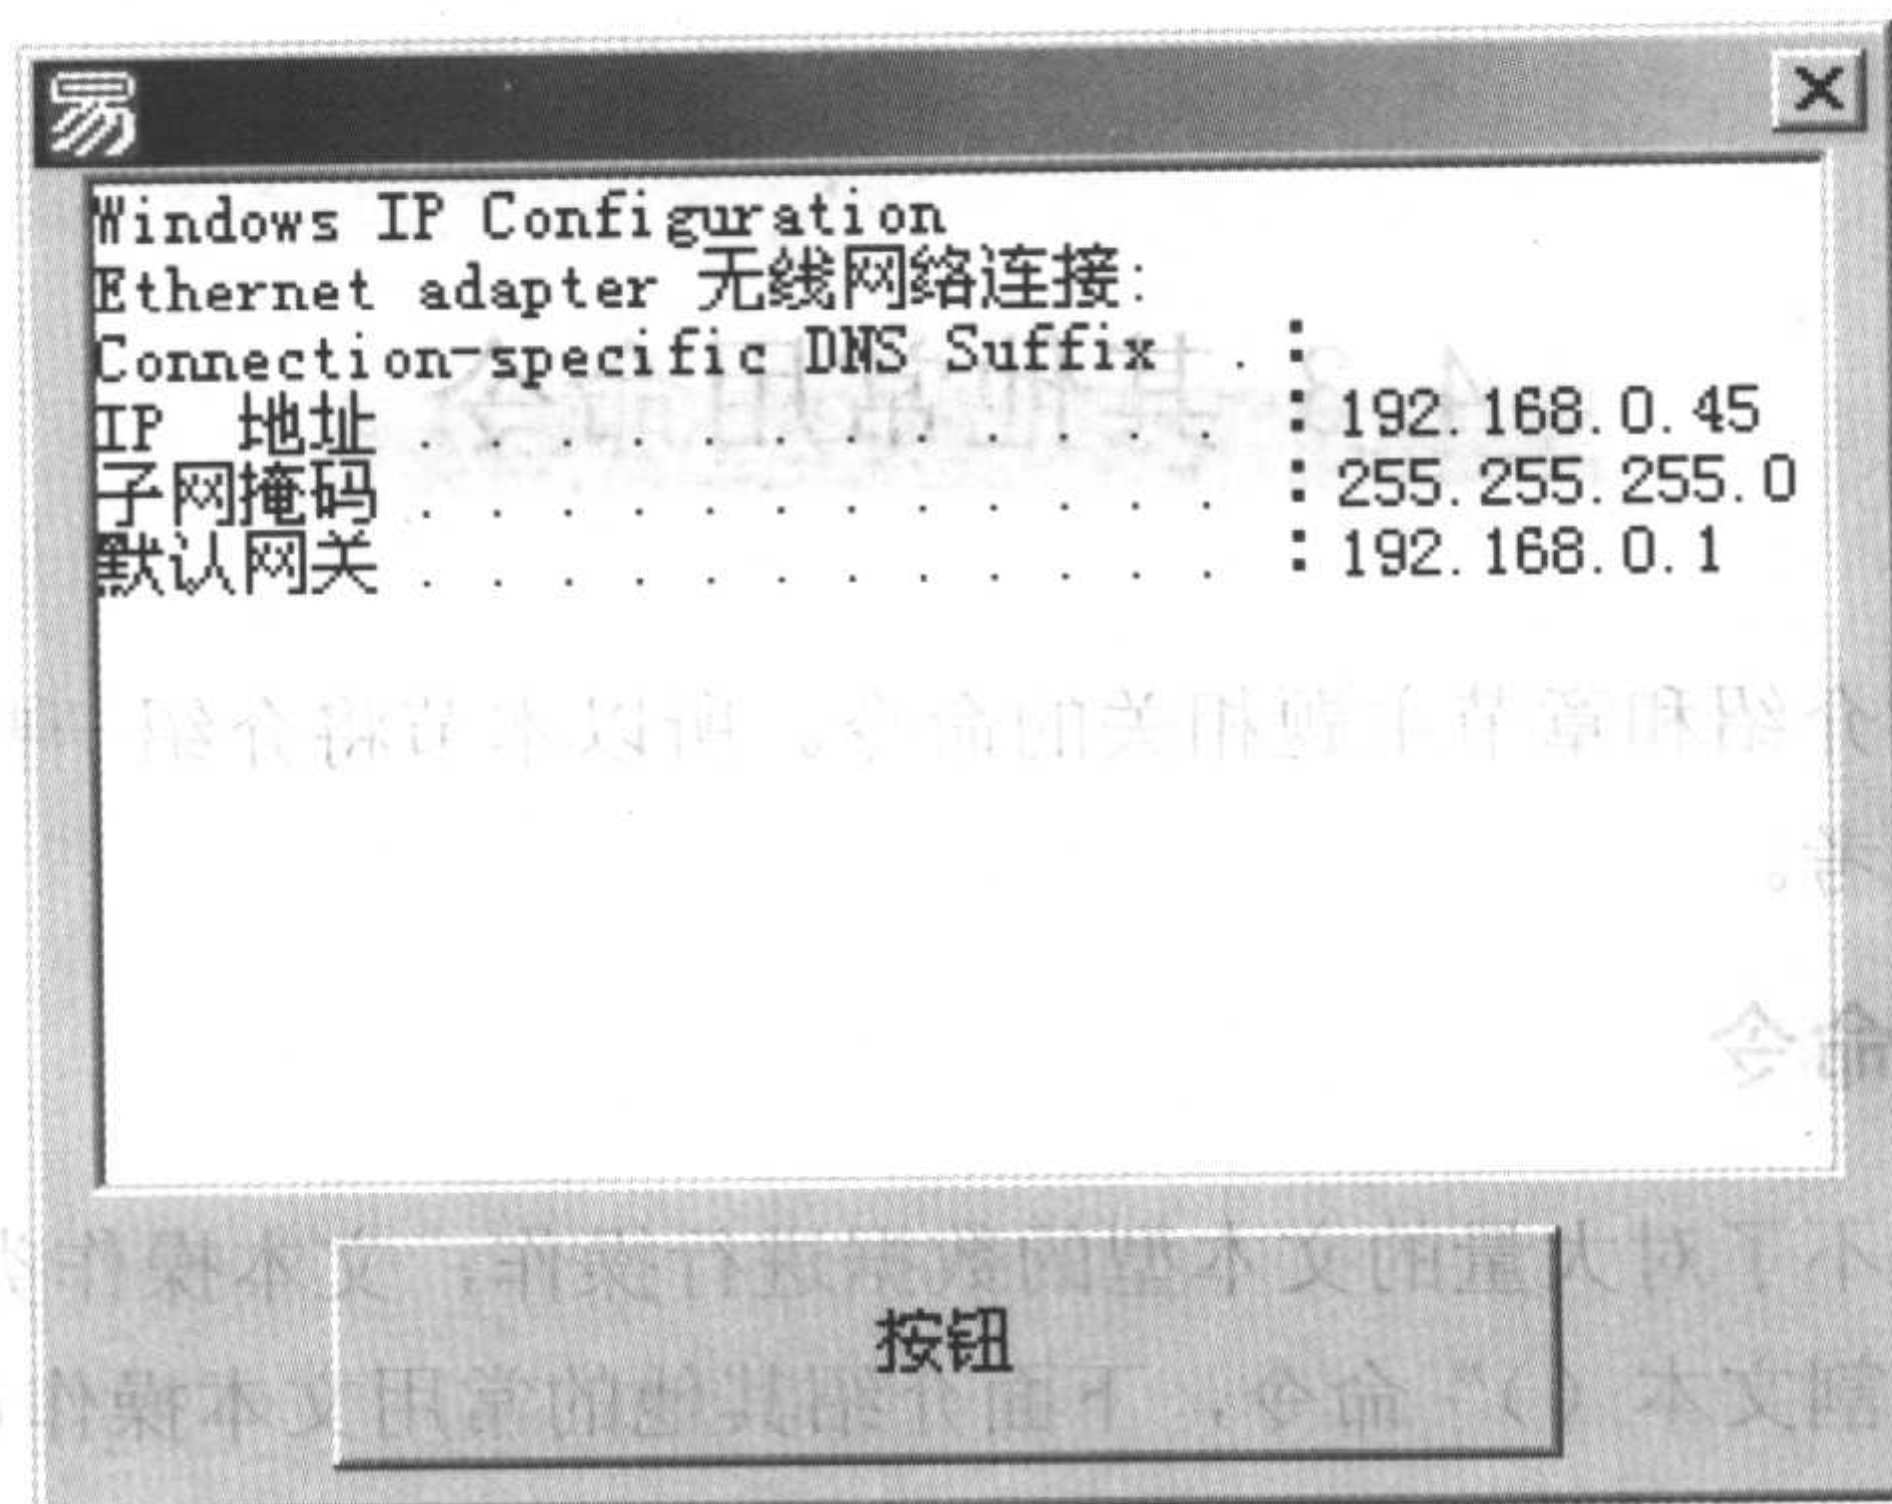 易
Windows IP Configuration
Ethernet adapter 无线网络连接:
Connection-specific DNS Suffix . :
IP 地址 . . . . . . . . . . . . : 192.168.0.45
子网掩码 . . . . . . . . . . . . : 255.255.255.0
默认网关 . . . . . . . . . . . . : 192.168.0.1
按钮